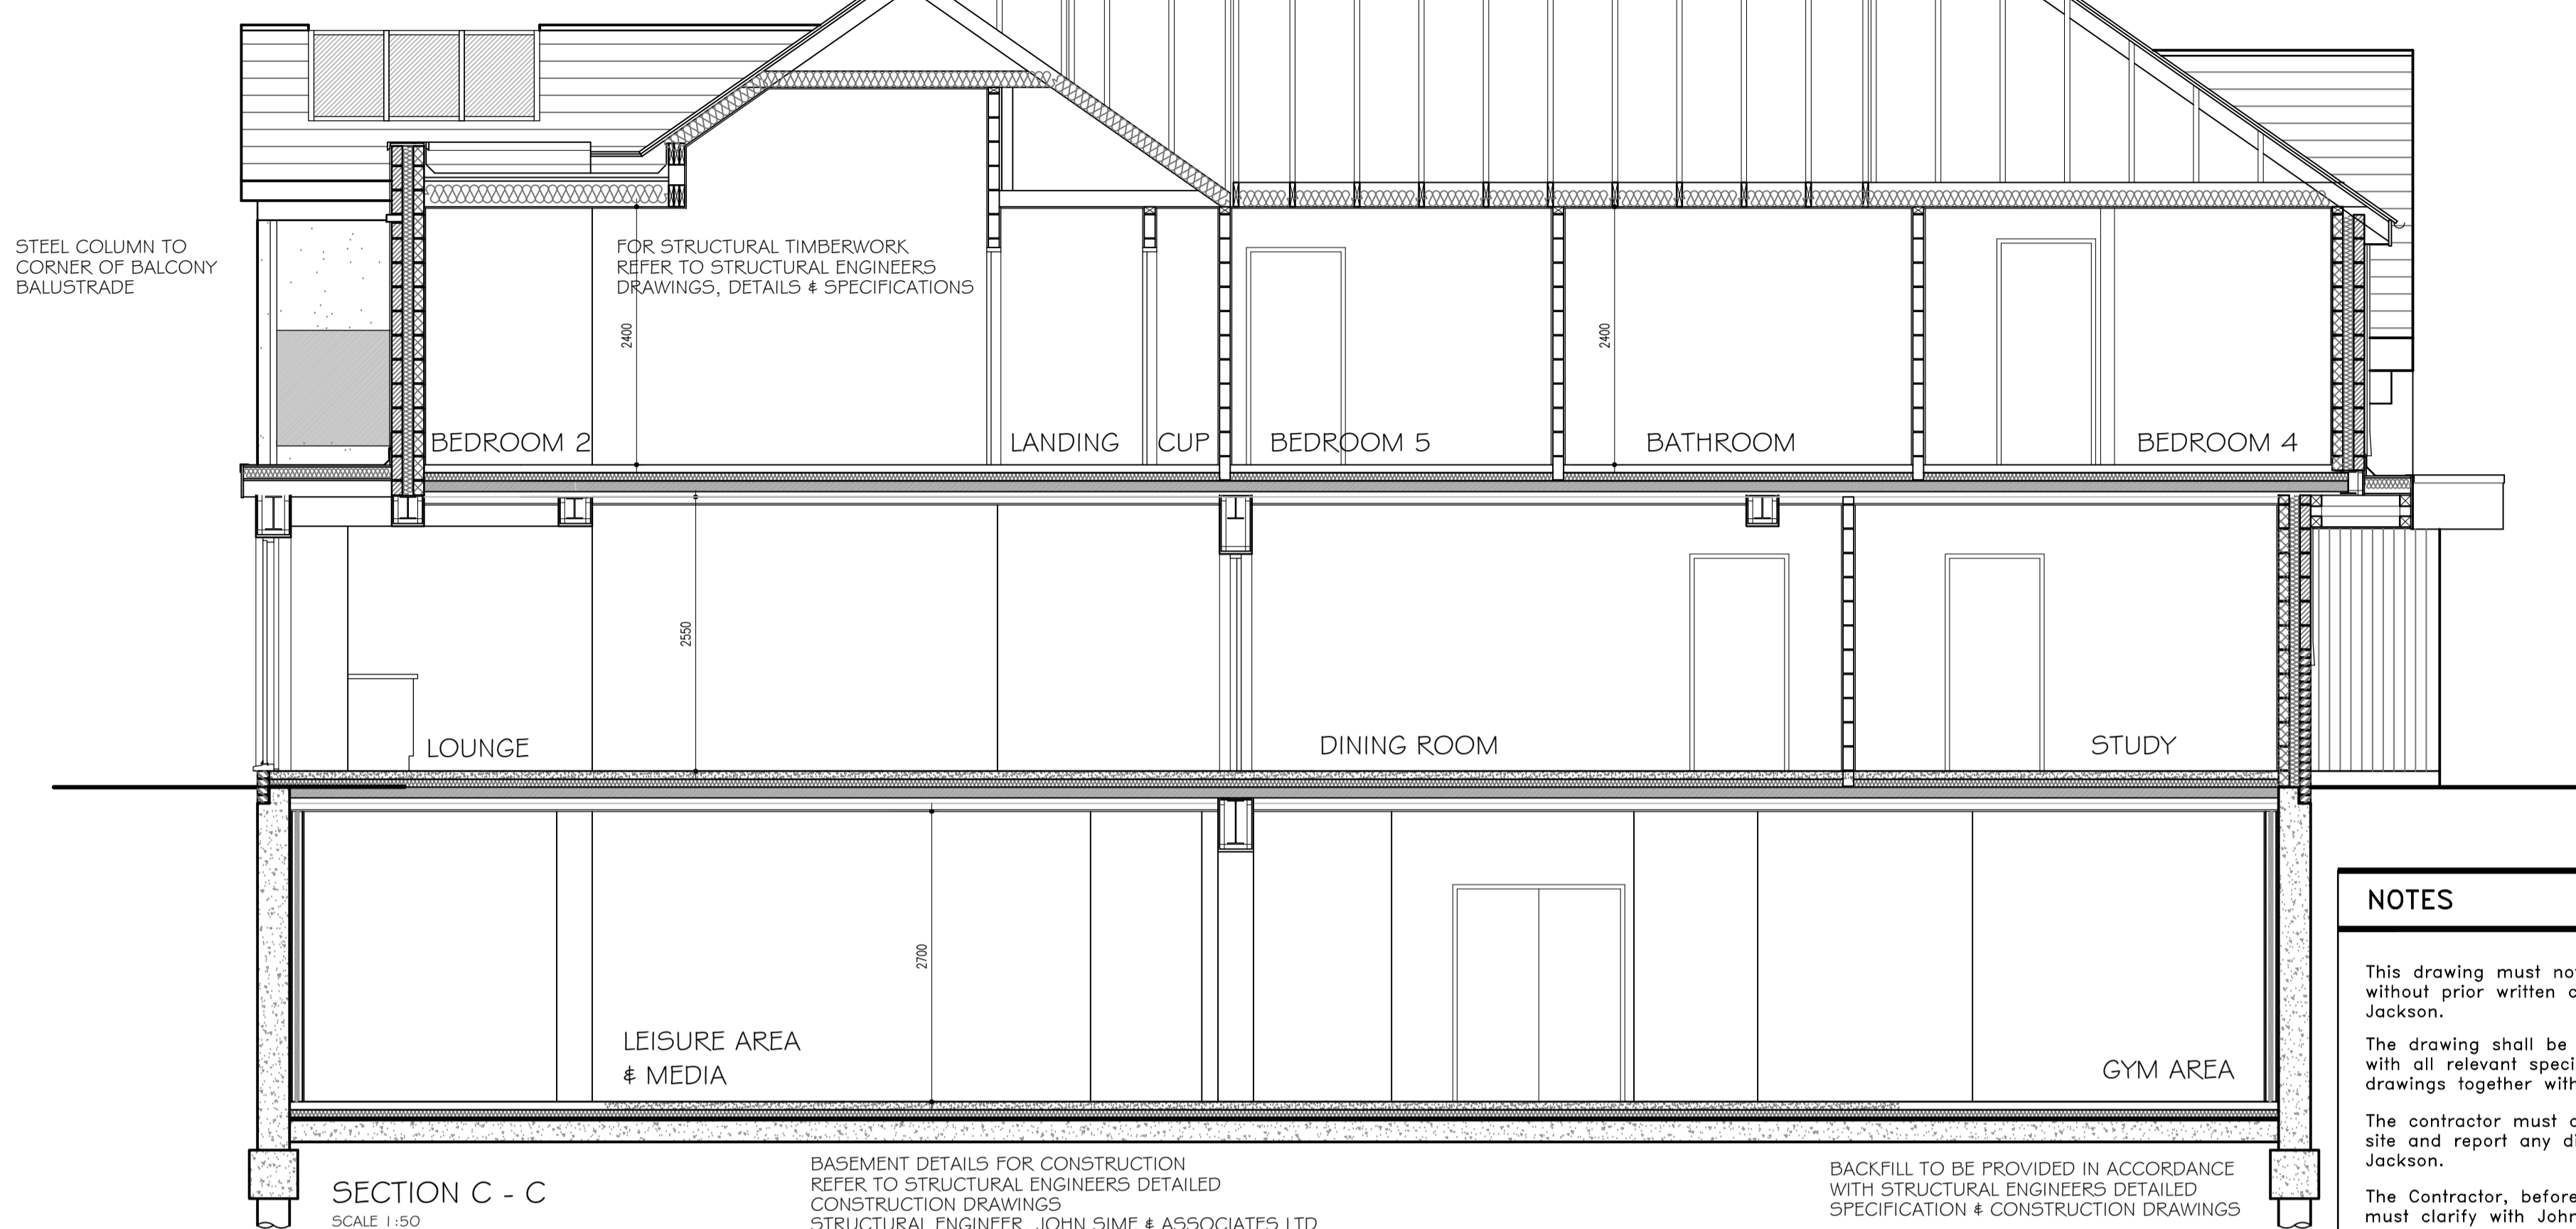 STEEL COLUMN TO
CORNER OF BALCONY
BALUSTRADE
FOR STRUCTURAL TIMBERWORK
REFER TO STRUCTURAL ENGINEERS
DRAWINGS, DETAILS & SPECIFICATIONS
2400
2400
BEDROOM 2
LANDING
CUP
BEDROOM 5
BATHROOM
BEDROOM 4
2550
LOUNGE
DINING ROOM
STUDY
2700
LEISURE AREA
& MEDIA
GYM AREA
SECTION C - C
SCALE 1:50
BASEMENT DETAILS FOR CONSTRUCTION
REFER TO STRUCTURAL ENGINEERS DETAILED
CONSTRUCTION DRAWINGS
STRUCTURAL ENGINEER JOHN SIME & ASSOCIATES LTD
BACKFILL TO BE PROVIDED IN ACCORDANCE
WITH STRUCTURAL ENGINEERS DETAILED
SPECIFICATION & CONSTRUCTION DRAWINGS
NOTES
This drawing must
without prior written
Jackson.
The drawing shall be
with all relevant
drawings together
The contractor must
site and report any
Jackson.
The Contractor, before
must clarify with